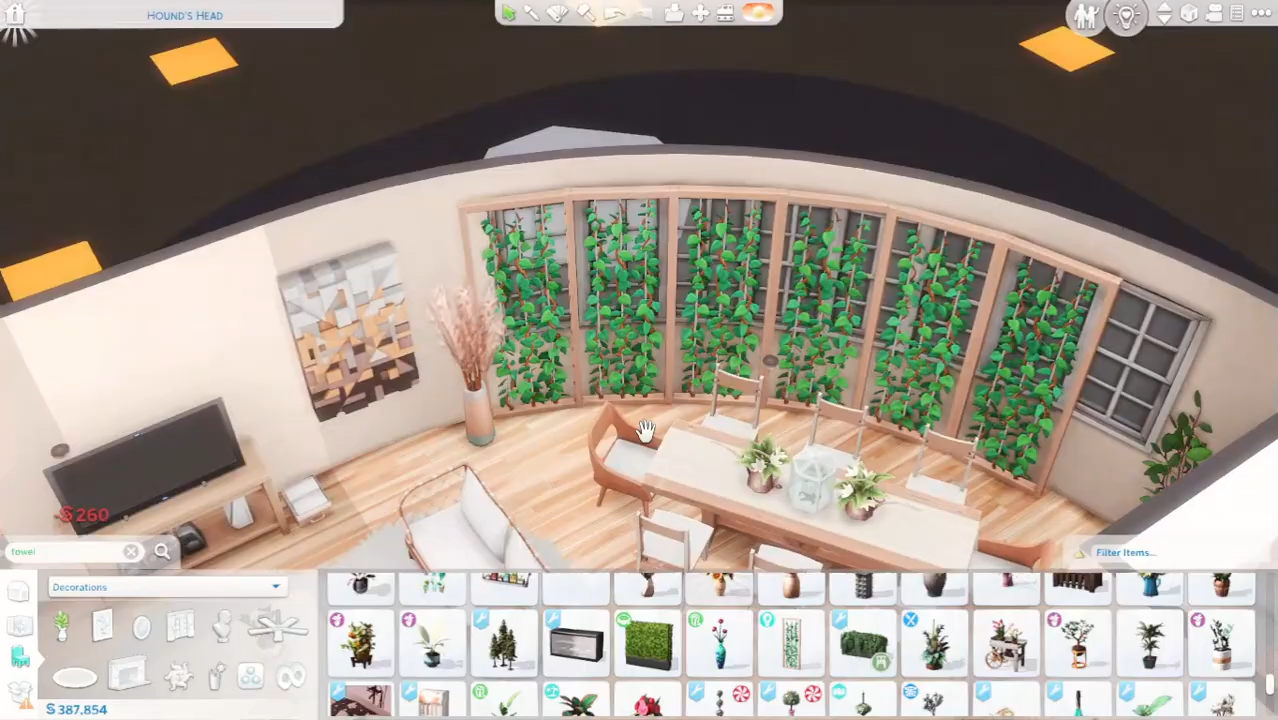 HOUND'S HEAD
§260
towel
Filter Items...
Decorations
§387,854